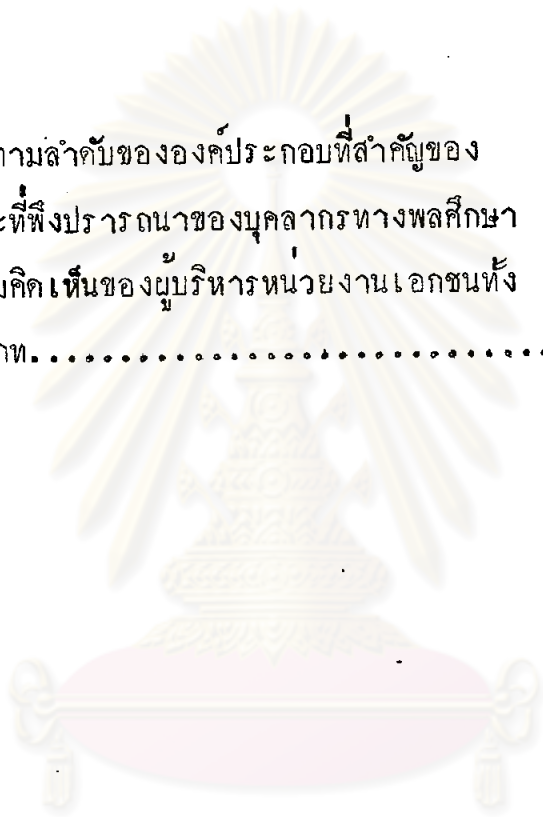 ตามลำดับขององค์ประกอบที่สำคัญของ
ะที่พึงปรารถนาของบุคลากรทางพลศึกษา
มคิดเห็นของผู้บริหารหน่วยงานเอกชนทั้ง
ภท..............................